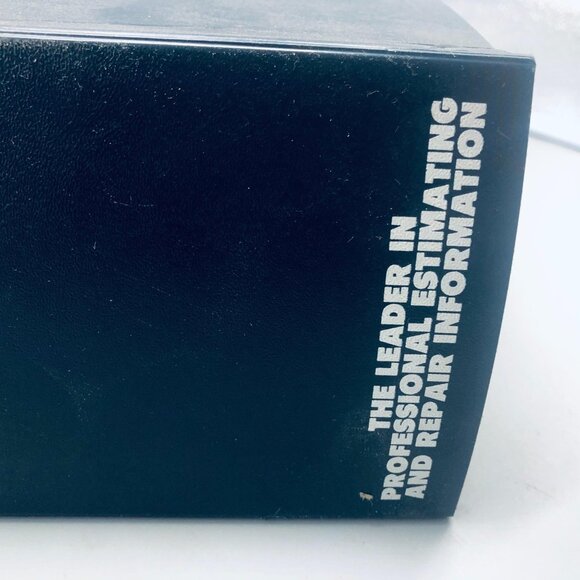 THE LEADER IN
PROFESSIONAL ESTIMATING
AND REPAIR INFORMATION